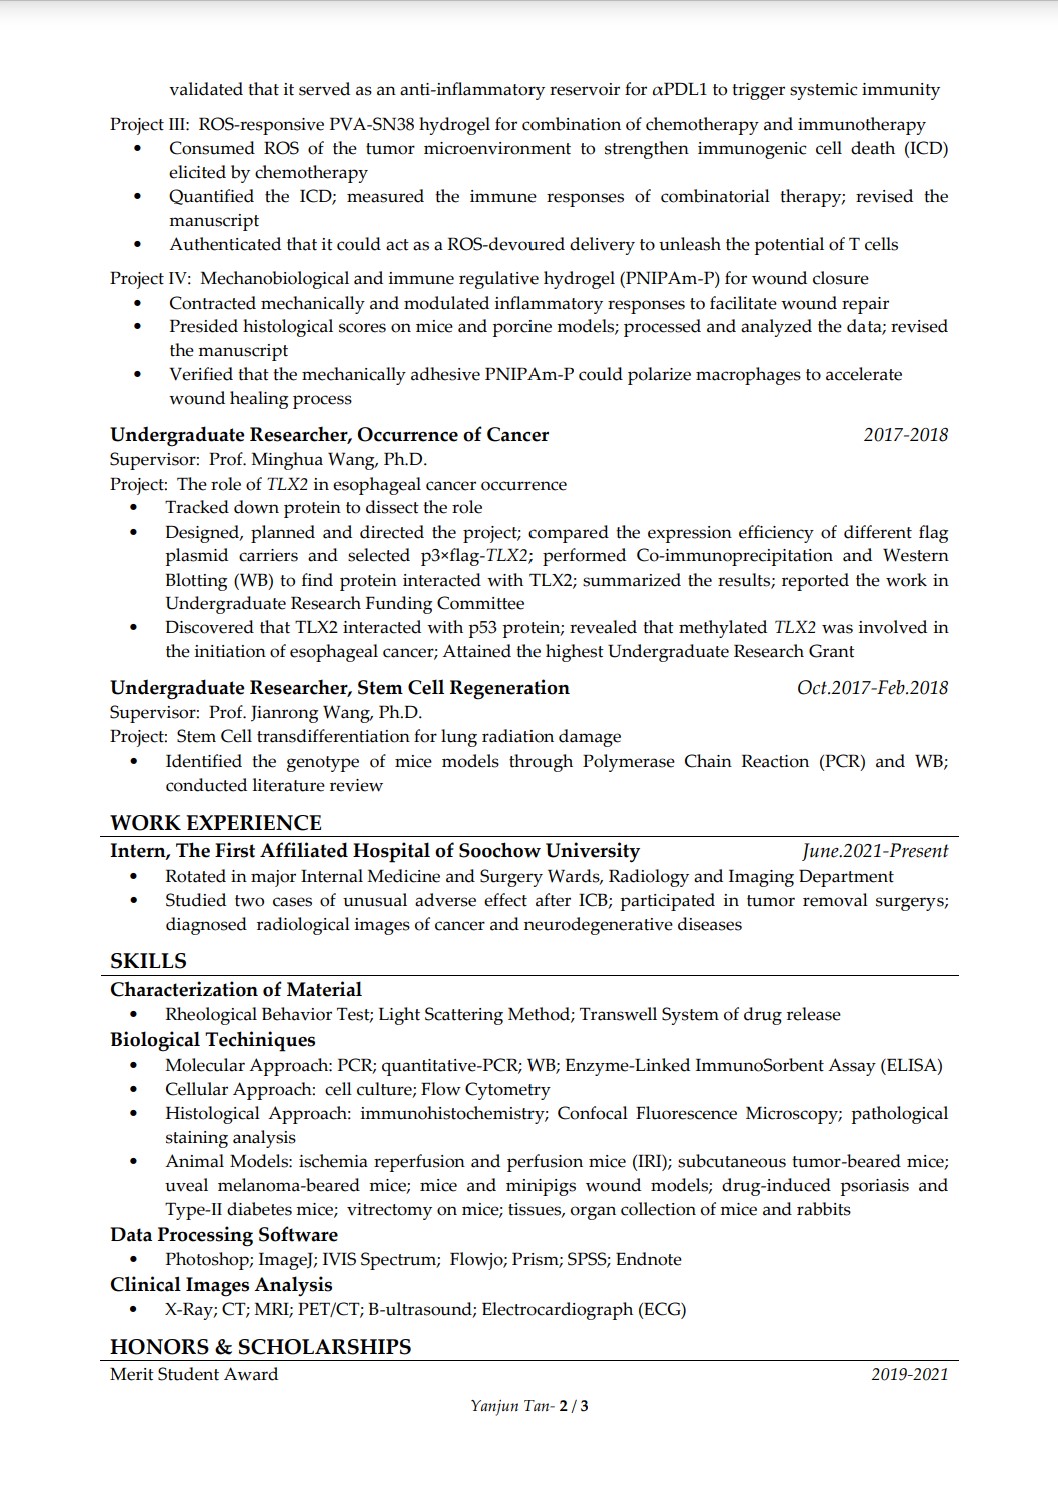 validated that it served as an anti-inflammatory reservoir for αPDL1 to trigger systemic immunity
Project III: ROS-responsive PVA-SN38 hydrogel for combination of chemotherapy and immunotherapy
• Consumed ROS of the tumor microenvironment to strengthen immunogenic cell death (ICD)
elicited by chemotherapy
• Quantified the ICD; measured the immune responses of combinatorial therapy; revised the
manuscript
• Authenticated that it could act as a ROS-devoured delivery to unleash the potential of T cells
Project IV: Mechanobiological and immune regulative hydrogel (PNIPAm-P) for wound closure
• Contracted mechanically and modulated inflammatory responses to facilitate wound repair
• Presided histological scores on mice and porcine models; processed and analyzed the data; revised
the manuscript
• Verified that the mechanically adhesive PNIPAm-P could polarize macrophages to accelerate
wound healing process
Undergraduate Researcher, Occurrence of Cancer 2017-2018
Supervisor: Prof. Minghua Wang, Ph.D.
Project: The role of TLX2 in esophageal cancer occurrence
• Tracked down protein to dissect the role
• Designed, planned and directed the project; compared the expression efficiency of different flag
plasmid carriers and selected p3×flag-TLX2; performed Co-immunoprecipitation and Western
Blotting (WB) to find protein interacted with TLX2; summarized the results; reported the work in
Undergraduate Research Funding Committee
• Discovered that TLX2 interacted with p53 protein; revealed that methylated TLX2 was involved in
the initiation of esophageal cancer; Attained the highest Undergraduate Research Grant
Undergraduate Researcher, Stem Cell Regeneration Oct.2017-Feb.2018
Supervisor: Prof. Jianrong Wang, Ph.D.
Project: Stem Cell transdifferentiation for lung radiation damage
• Identified the genotype of mice models through Polymerase Chain Reaction (PCR) and WB;
conducted literature review
WORK EXPERIENCE
Intern, The First Affiliated Hospital of Soochow University June.2021-Present
• Rotated in major Internal Medicine and Surgery Wards, Radiology and Imaging Department
• Studied two cases of unusual adverse effect after ICB; participated in tumor removal surgerys;
diagnosed radiological images of cancer and neurodegenerative diseases
SKILLS
Characterization of Material
• Rheological Behavior Test; Light Scattering Method; Transwell System of drug release
Biological Techiniques
• Molecular Approach: PCR; quantitative-PCR; WB; Enzyme-Linked ImmunoSorbent Assay (ELISA)
• Cellular Approach: cell culture; Flow Cytometry
• Histological Approach: immunohistochemistry; Confocal Fluorescence Microscopy; pathological
staining analysis
• Animal Models: ischemia reperfusion and perfusion mice (IRI); subcutaneous tumor-beared mice;
uveal melanoma-beared mice; mice and minipigs wound models; drug-induced psoriasis and
Type-II diabetes mice; vitrectomy on mice; tissues, organ collection of mice and rabbits
Data Processing Software
• Photoshop; ImageJ; IVIS Spectrum; Flowjo; Prism; SPSS; Endnote
Clinical Images Analysis
• X-Ray; CT; MRI; PET/CT; B-ultrasound; Electrocardiograph (ECG)
HONORS & SCHOLARSHIPS
Merit Student Award 2019-2021
Yanjun Tan- 2 / 3